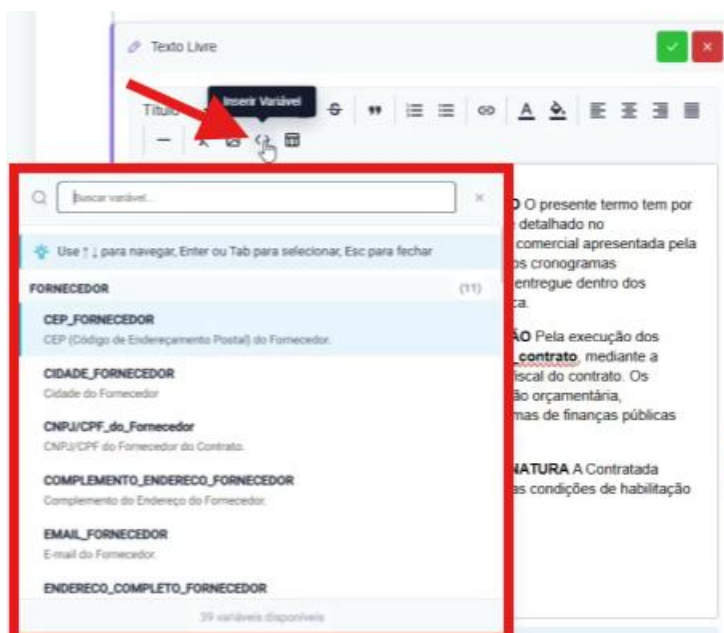 Texto Livre
Título
Inserir Variável
Buscar variável...
Use ↑ ↓ para navegar, Enter ou Tab para selecionar, Esc para fechar
FORNECEDOR (11)
CEP_FORNECEDOR
CEP (Código de Endereçamento Postal) do Fornecedor.
CIDADE_FORNECEDOR
Cidade do Fornecedor
CNPJ/CPF_do_Fornecedor
CNPJ/CPF do Fornecedor do Contrato.
COMPLEMENTO_ENDERECO_FORNECEDOR
Complemento do Endereço do Fornecedor.
EMAIL_FORNECEDOR
E-mail do Fornecedor.
ENDERECO_COMPLETO_FORNECEDOR
39 variáveis disponíveis
O O presente termo tem por
detalhado no
comercial apresentada pela
os cronogramas
entregue dentro dos
ca.
ÃO Pela execução dos
_contrato, mediante a
fiscal do contrato. Os
ão orçamentária,
mas de finanças públicas
NATURA A Contratada
as condições de habilitação